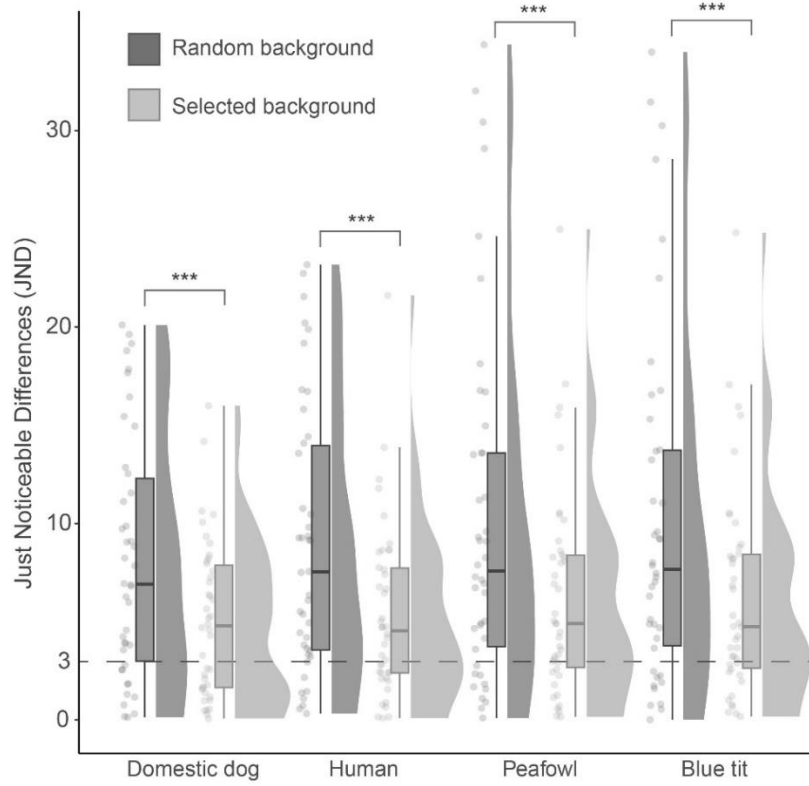 *** ***
Random background
Selected background
30
***
***
20
10
3
0
Just Noticeable Differences (JND)
Domestic dog Human Peafowl Blue tit